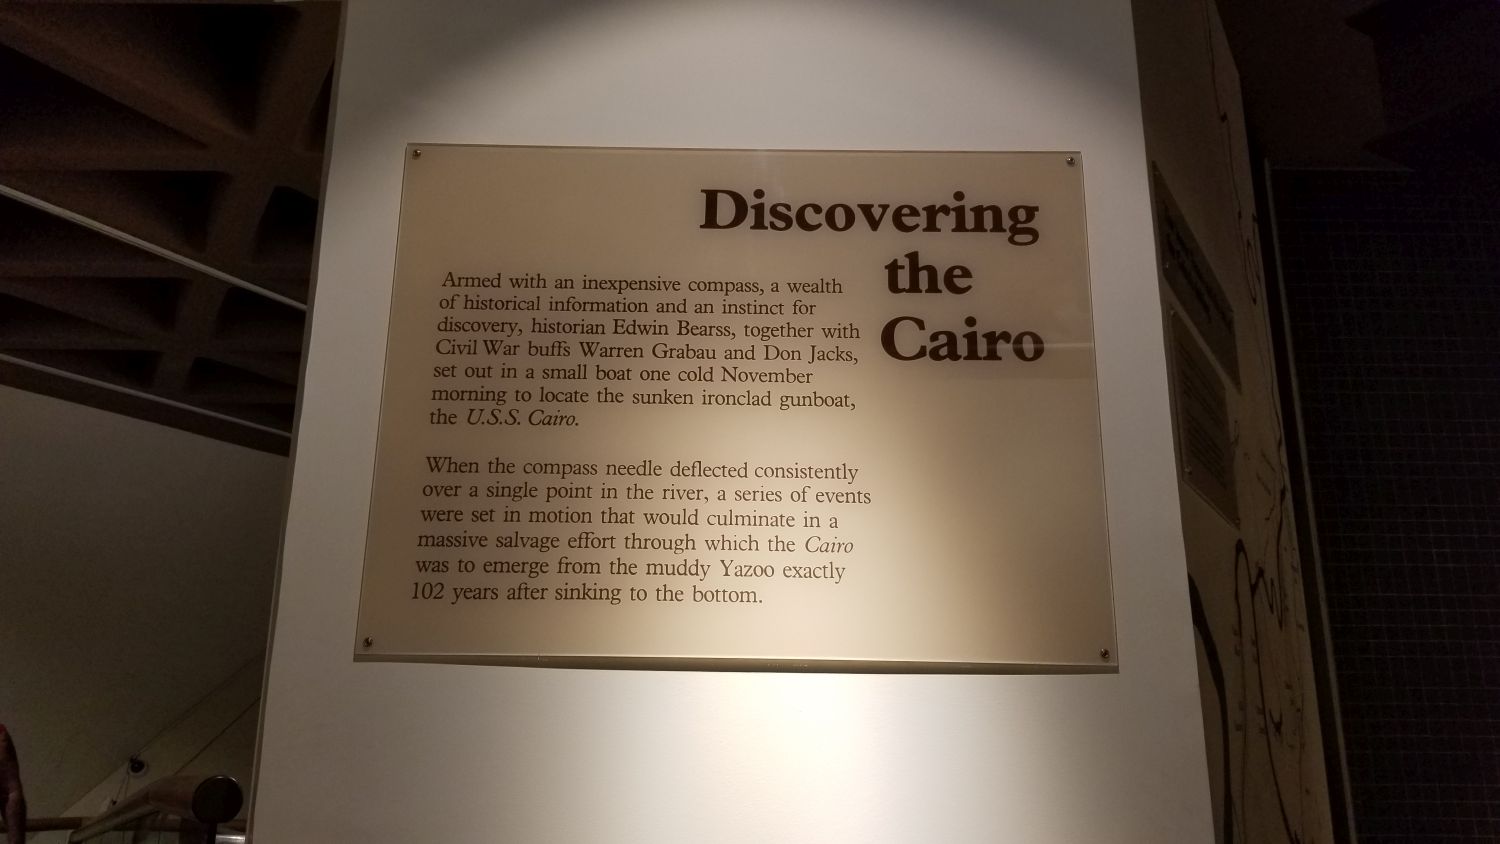 Discovering
the
Cairo
Armed with an inexpensive compass, a wealth
of historical information and an instinct for
discovery, historian Edwin Bearss, together with
Civil War buffs Warren Grabau and Don Jacks,
set out in a small boat one cold November
morning to locate the sunken ironclad gunboat,
the U.S.S. Cairo.
When the compass needle deflected consistently
over a single point in the river, a series of events
were set in motion that would culminate in a
massive salvage effort through which the Cairo
was to emerge from the muddy Yazoo exactly
102 years after sinking to the bottom.